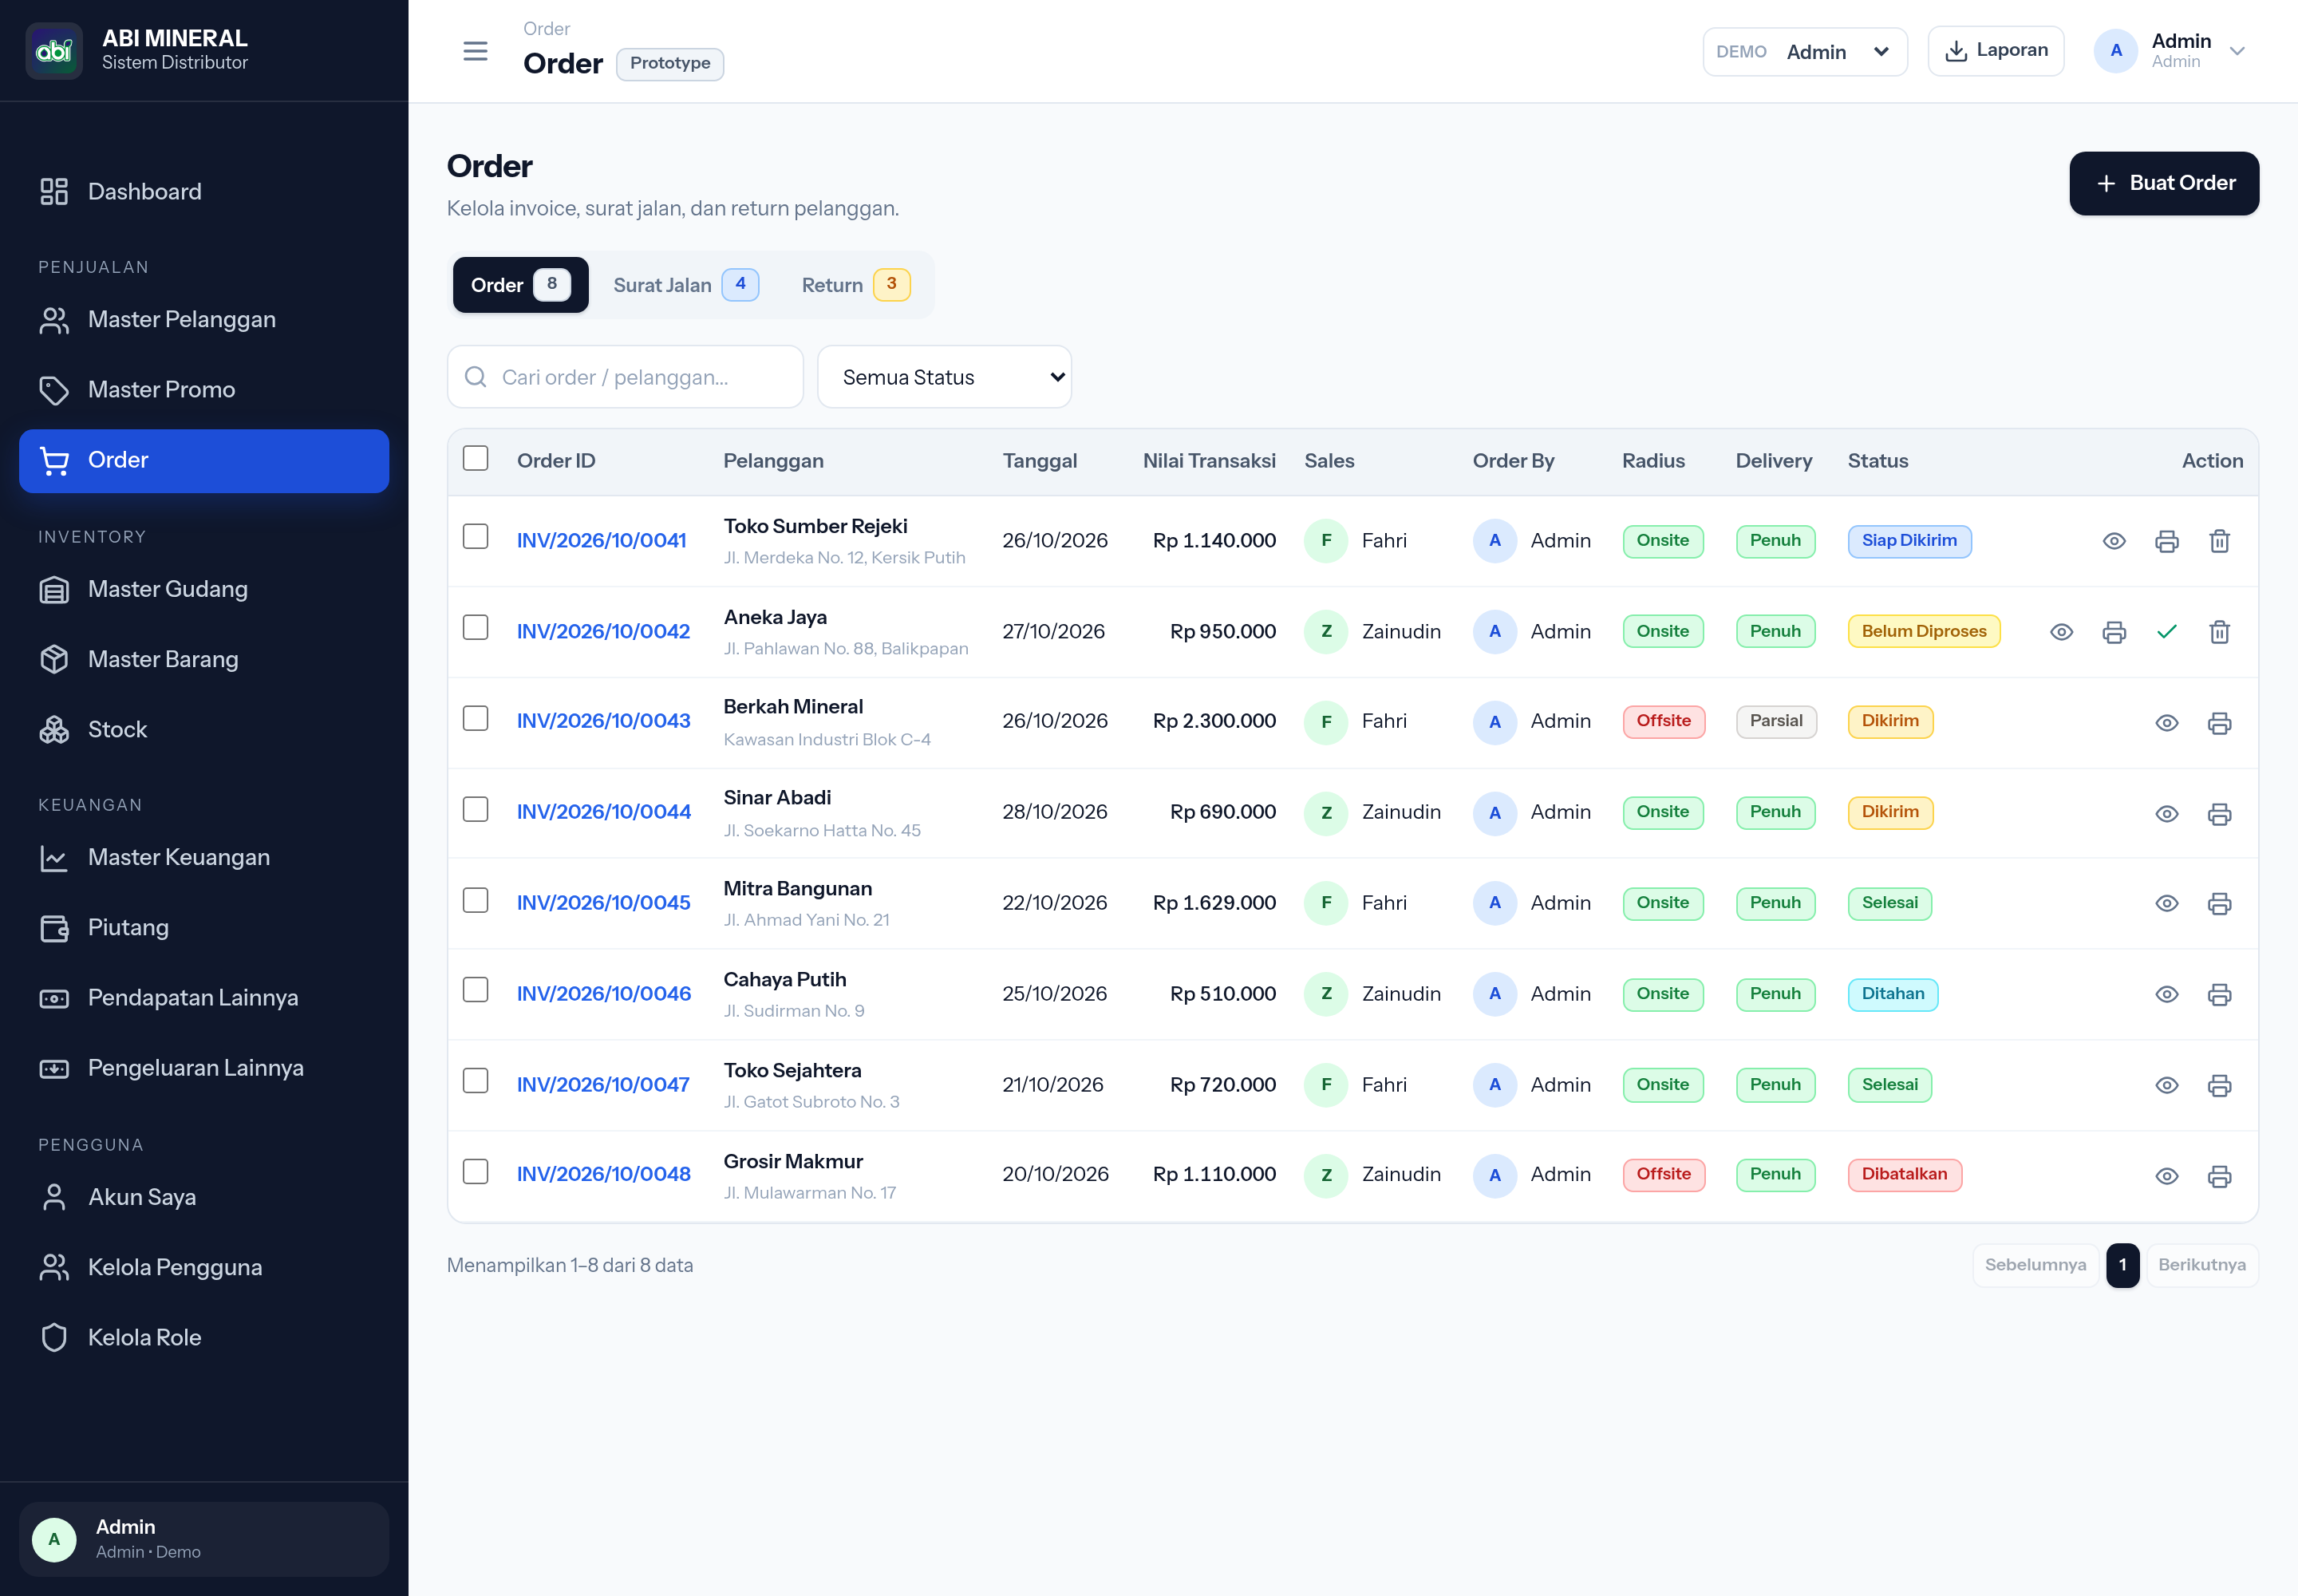 abi
ABI MINERAL
Sistem Distributor
Dashboard
PENJUALAN
Master Pelanggan
Master Promo
Order
INVENTORY
Master Gudang
Master Barang
Stock
KEUANGAN
Master Keuangan
Piutang
Pendapatan Lainnya
Pengeluaran Lainnya
PENGGUNA
Akun Saya
Kelola Pengguna
Kelola Role
A
Admin
Admin • Demo
Order
Order Prototype
DEMO Admin
Laporan
A
Admin
Admin
Order
Kelola invoice, surat jalan, dan return pelanggan.
Buat Order
Order 8 Surat Jalan 4 Return 3
Cari order / pelanggan... Semua Status
Order ID Pelanggan Tanggal Nilai Transaksi Sales Order By Radius Delivery Status Action
INV/2026/10/0041 Toko Sumber Rejeki 26/10/2026 Rp 1.140.000 F Fahri A Admin Onsite Penuh Siap Dikirim
Jl. Merdeka No. 12, Kersik Putih
INV/2026/10/0042 Aneka Jaya 27/10/2026 Rp 950.000 Z Zainudin A Admin Onsite Penuh Belum Diproses
Jl. Pahlawan No. 88, Balikpapan
INV/2026/10/0043 Berkah Mineral 26/10/2026 Rp 2.300.000 F Fahri A Admin Offsite Parsial Dikirim
Kawasan Industri Blok C-4
INV/2026/10/0044 Sinar Abadi 28/10/2026 Rp 690.000 Z Zainudin A Admin Onsite Penuh Dikirim
Jl. Soekarno Hatta No. 45
INV/2026/10/0045 Mitra Bangunan 22/10/2026 Rp 1.629.000 F Fahri A Admin Onsite Penuh Selesai
Jl. Ahmad Yani No. 21
INV/2026/10/0046 Cahaya Putih 25/10/2026 Rp 510.000 Z Zainudin A Admin Onsite Penuh Ditahan
Jl. Sudirman No. 9
INV/2026/10/0047 Toko Sejahtera 21/10/2026 Rp 720.000 F Fahri A Admin Onsite Penuh Selesai
Jl. Gatot Subroto No. 3
INV/2026/10/0048 Grosir Makmur 20/10/2026 Rp 1.110.000 Z Zainudin A Admin Offsite Penuh Dibatalkan
Jl. Mulawarman No. 17
Menampilkan 1–8 dari 8 data
Sebelumnya 1 Berikutnya